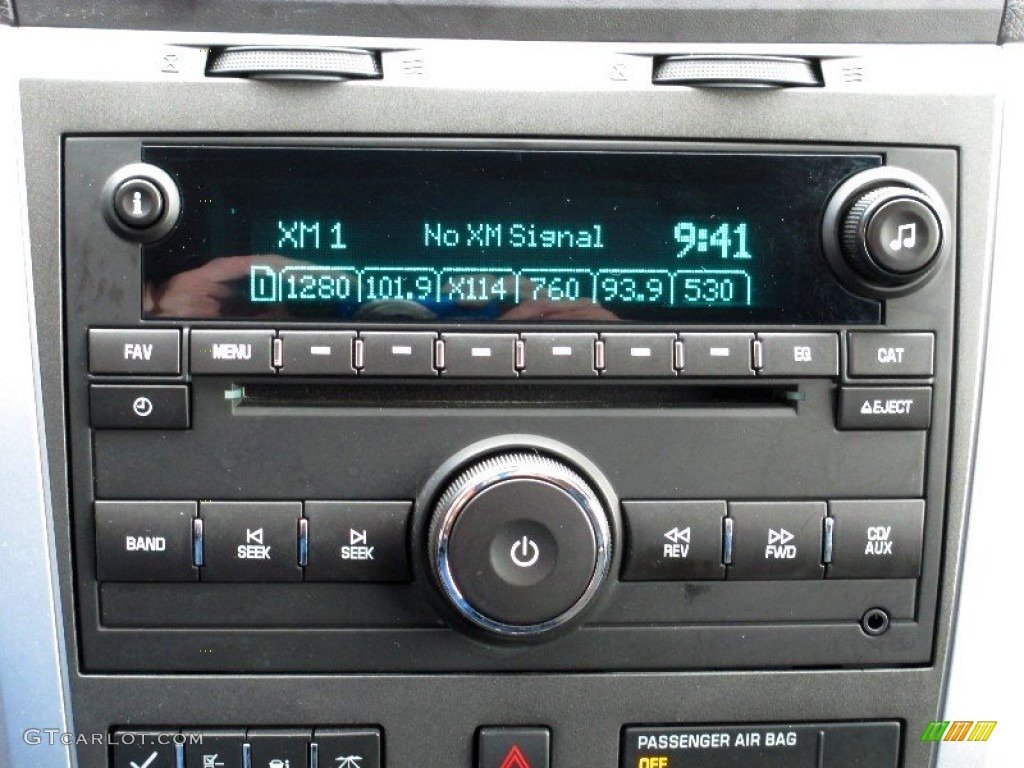 XM 1 No XM Signal 9:41
1 1280 101.9 X114 760 93.9 530
i
FAV MENU EQ CAT
EJECT
BAND SEEK SEEK REV FWD CD/
AUX
PASSENGER AIR BAG
OFF
GTCARLOT.COM